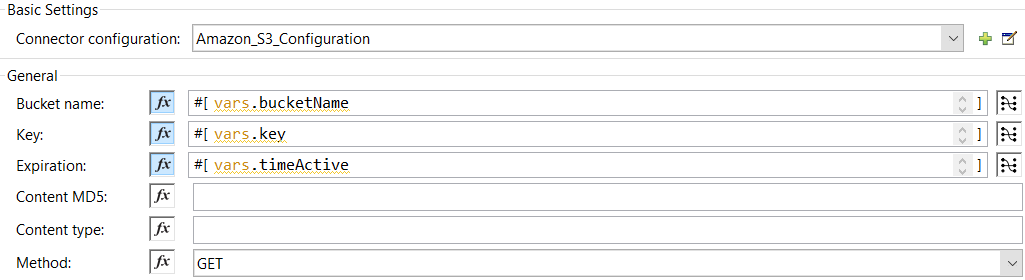 Basic Settings
Connector configuration: Amazon_S3_Configuration
General
Bucket name: fx #[ vars.bucketName ]
Key: fx #[ vars.key ]
Expiration: fx #[ vars.timeActive ]
Content MD5: fx
Content type: fx
Method: fx GET